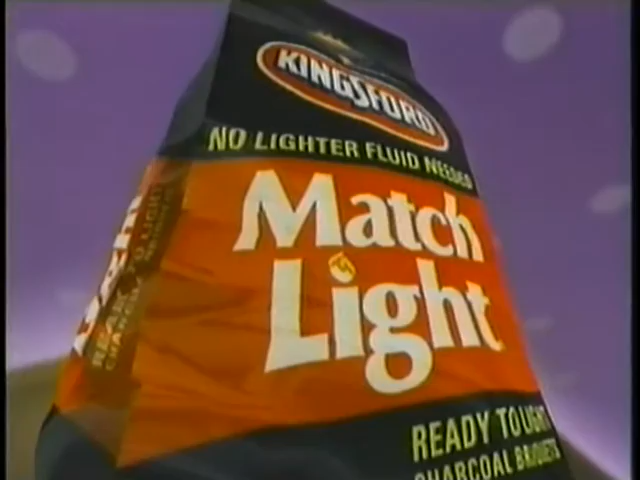 KINGSFORD
NO LIGHTER FLUID NEEDED
Match
Light
READY TO LIGHT
CHARCOAL BRIQUETS